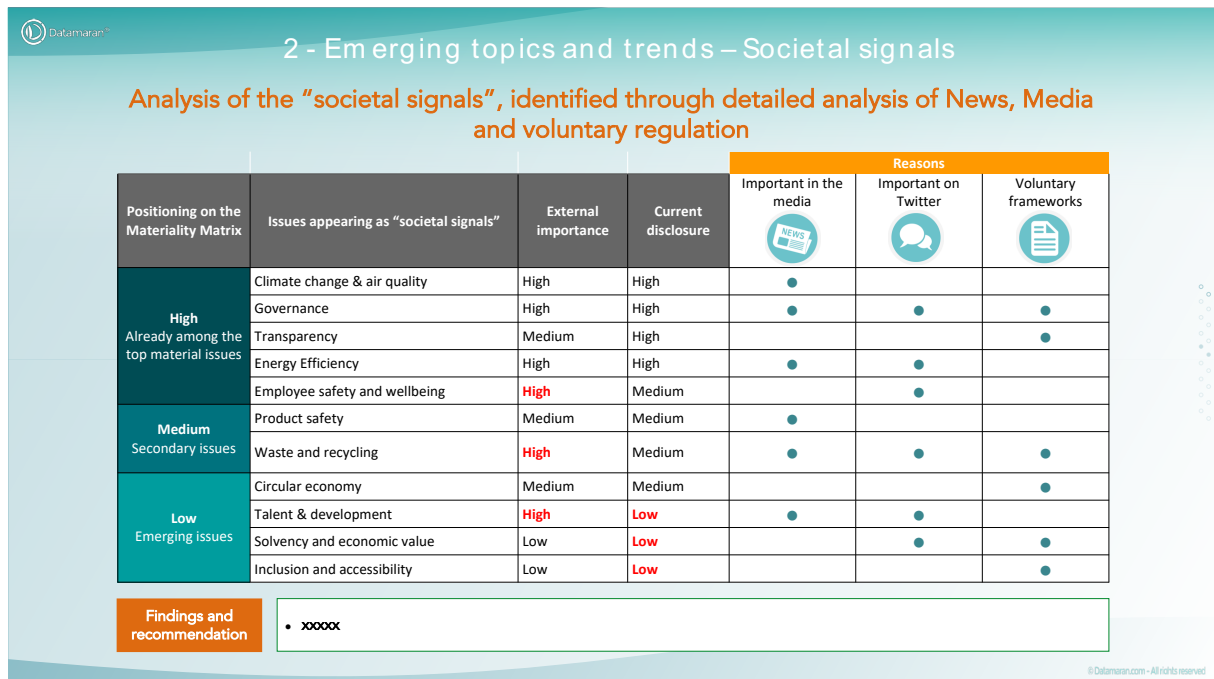 Datamaran™
2 - Emerging topics and trends – Societal signals
Analysis of the “societal signals”, identified through detailed analysis of News, Media
and voluntary regulation
Reasons
Positioning on the
Materiality Matrix
Issues appearing as “societal signals”
External
importance
Current
disclosure
Important in the
media
Important on
Twitter
Voluntary
frameworks
NEWS
High
Already among the
top material issues
Climate change & air quality High High
Governance High High
Transparency Medium High
Energy Efficiency High High
Employee safety and wellbeing High Medium
Medium
Secondary issues
Product safety Medium Medium
Waste and recycling High Medium
Low
Emerging issues
Circular economy Medium Medium
Talent & development High Low
Solvency and economic value Low Low
Inclusion and accessibility Low Low
Findings and
recommendation
• xxxxx
© Datamaran.com - All rights reserved